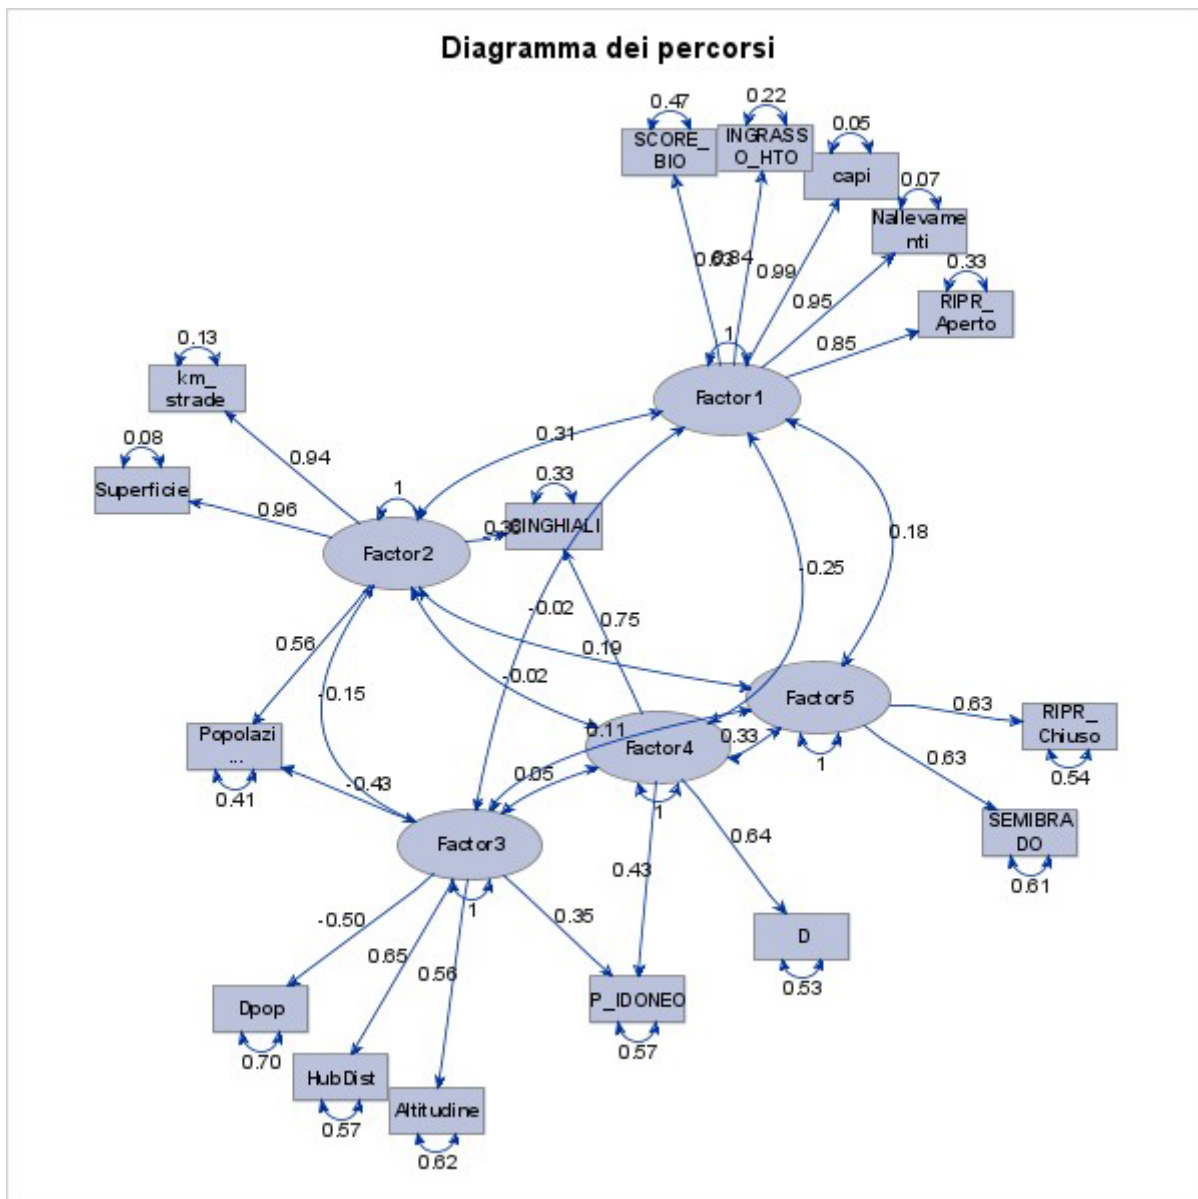 Diagramma dei percorsi
0.47
0.22
SCORE_
BIO
INGRASS
O_HTO
0.05
capi
0.07
Nallevame
nti
0.33
RIPR_
Aperto
0.84
0.99
0.95
0.85
1
Factor1
0.13
km_
strade
0.08
Superficie
0.94
0.96
1
Factor2
0.31
0.33
CINGHIALI
0.18
-0.25
-0.02
0.75
0.19
-0.02
0.56
-0.15
Popolazi
...
0.41
-0.43
Factor5
1
0.63
RIPR_
Chiuso
0.54
0.63
SEMIBRA
DO
0.61
0.11
Factor4
0.33
1
-0.05
Factor3
1
0.64
0.43
0.35
-0.50
0.65
0.56
D
0.53
P_IDONEO
0.57
Dpop
0.70
HubDist
0.57
Altitudine
0.62